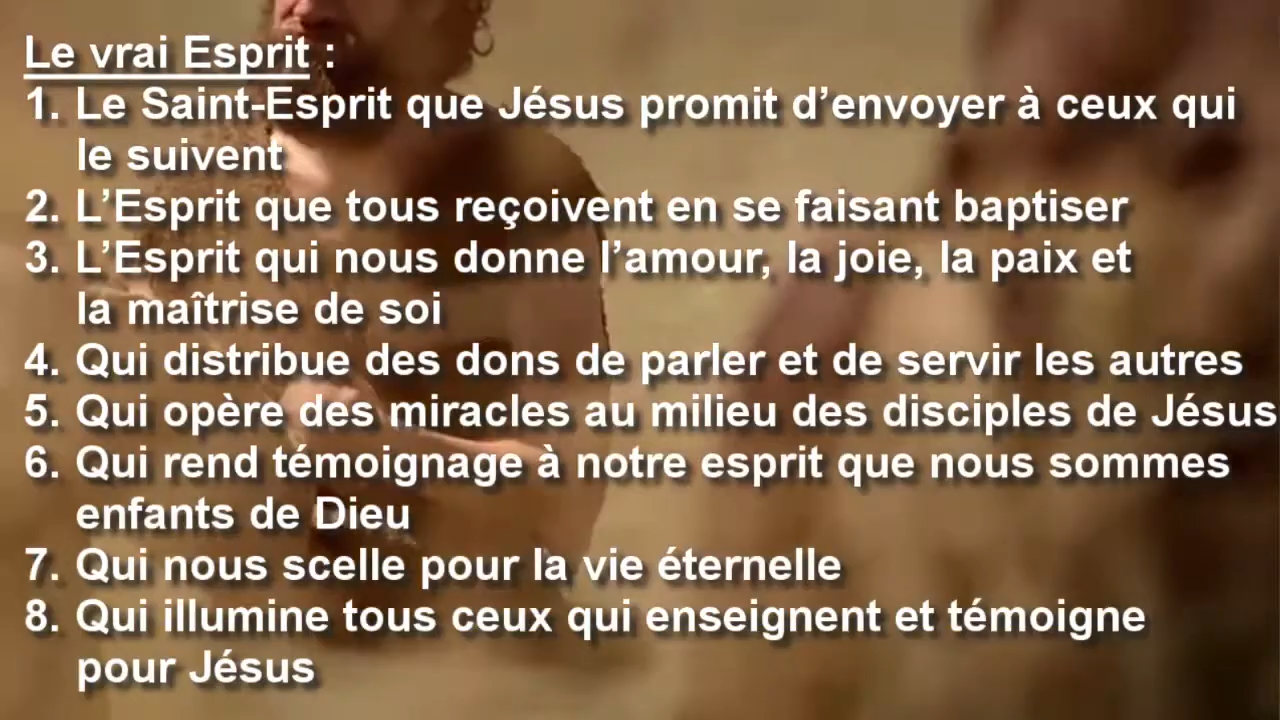 Le vrai Esprit :
1. Le Saint-Esprit que Jésus promit d’envoyer à ceux qui
le suivent
2. L’Esprit que tous reçoivent en se faisant baptiser
3. L’Esprit qui nous donne l’amour, la joie, la paix et
la maîtrise de soi
4. Qui distribue des dons de parler et de servir les autres
5. Qui opère des miracles au milieu des disciples de Jésus
6. Qui rend témoignage à notre esprit que nous sommes
enfants de Dieu
7. Qui nous scelle pour la vie éternelle
8. Qui illumine tous ceux qui enseignent et témoigne
pour Jésus